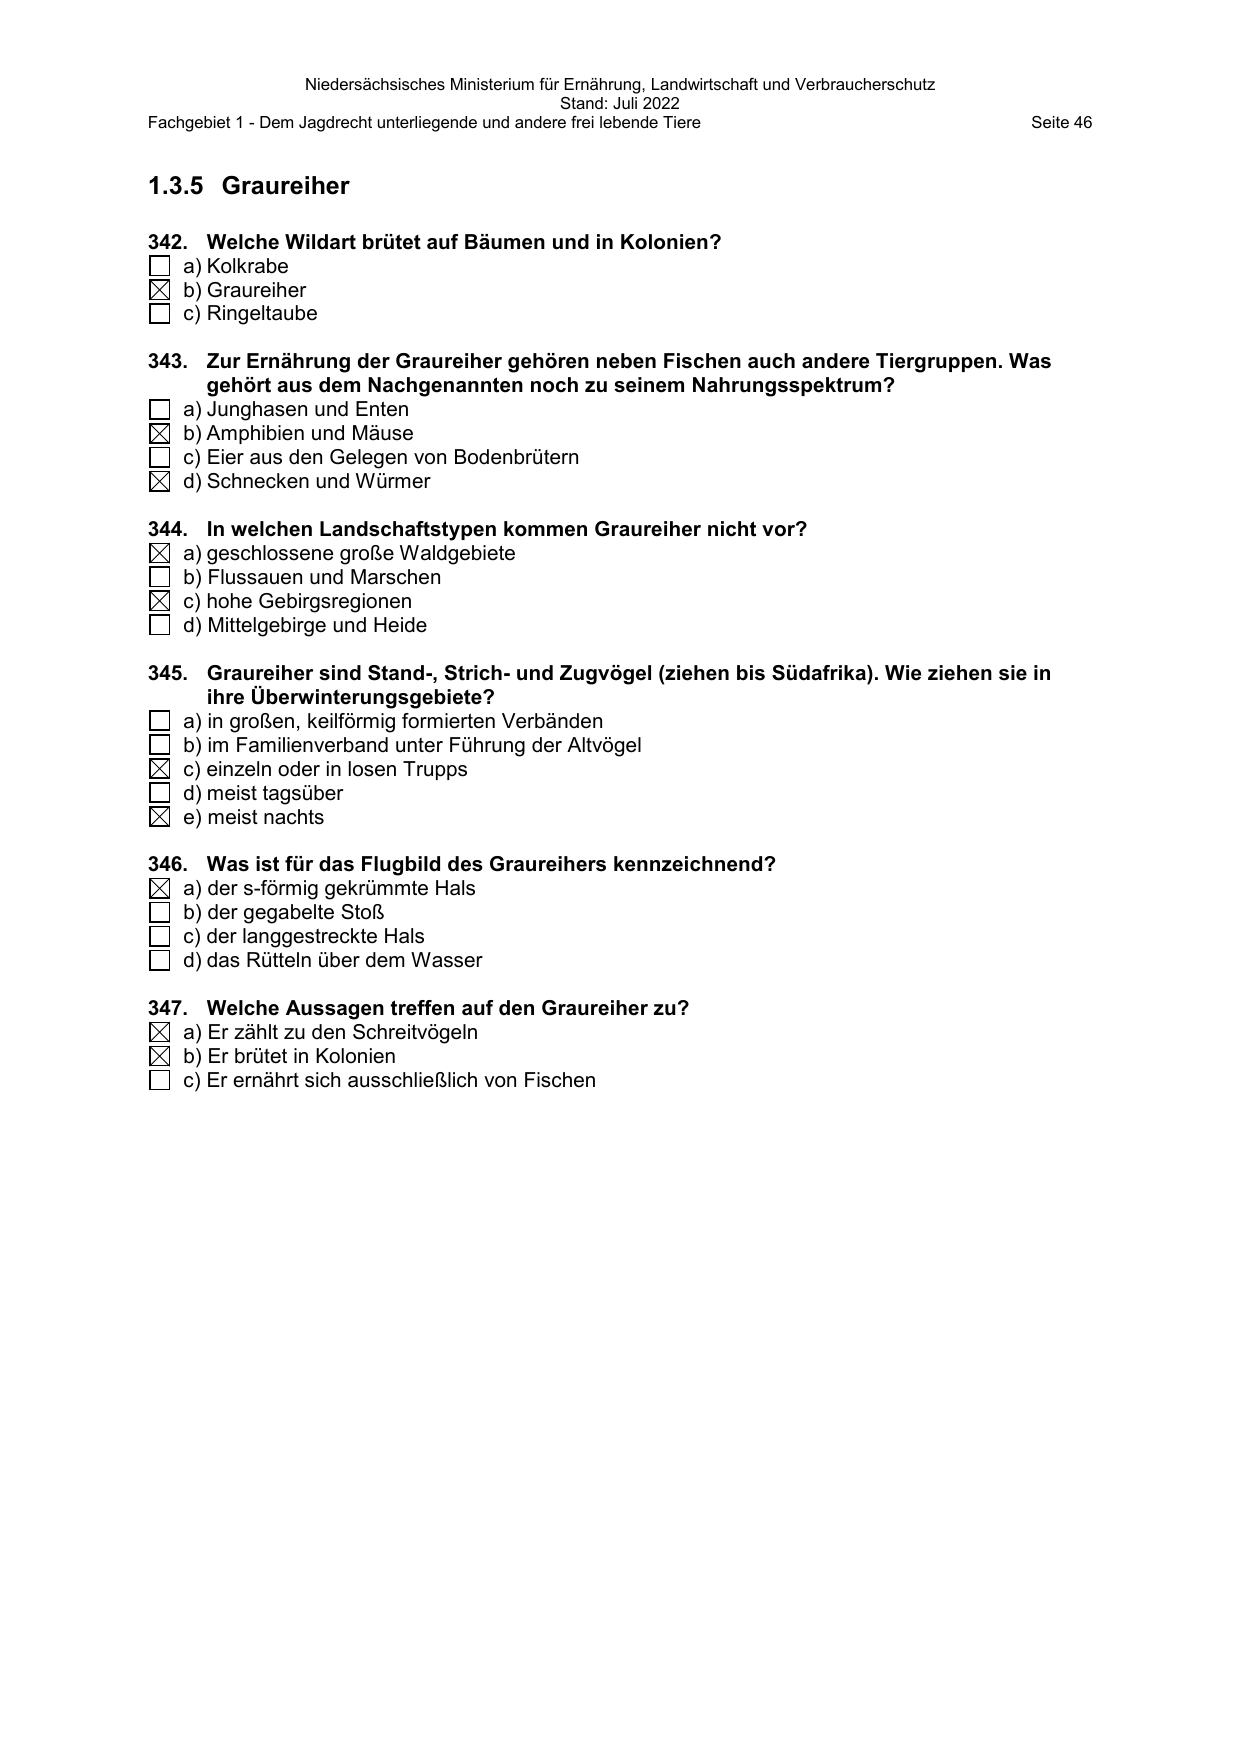 Niedersächsisches Ministerium für Ernährung, Landwirtschaft und Verbraucherschutz
Stand: Juli 2022
Fachgebiet 1 - Dem Jagdrecht unterliegende und andere frei lebende Tiere Seite 46
1.3.5 Graureiher
342. Welche Wildart brütet auf Bäumen und in Kolonien?
☐ a) Kolkrabe
☒ b) Graureiher
☐ c) Ringeltaube
343. Zur Ernährung der Graureiher gehören neben Fischen auch andere Tiergruppen. Was
gehört aus dem Nachgenannten noch zu seinem Nahrungsspektrum?
☐ a) Junghasen und Enten
☒ b) Amphibien und Mäuse
☐ c) Eier aus den Gelegen von Bodenbrütern
☒ d) Schnecken und Würmer
344. In welchen Landschaftstypen kommen Graureiher nicht vor?
☒ a) geschlossene große Waldgebiete
☐ b) Flussauen und Marschen
☒ c) hohe Gebirgsregionen
☐ d) Mittelgebirge und Heide
345. Graureiher sind Stand-, Strich- und Zugvögel (ziehen bis Südafrika). Wie ziehen sie in
ihre Überwinterungsgebiete?
☐ a) in großen, keilförmig formierten Verbänden
☐ b) im Familienverband unter Führung der Altvögel
☒ c) einzeln oder in losen Trupps
☐ d) meist tagsüber
☒ e) meist nachts
346. Was ist für das Flugbild des Graureihers kennzeichnend?
☒ a) der s-förmig gekrümmte Hals
☐ b) der gegabelte Stoß
☐ c) der langgestreckte Hals
☐ d) das Rütteln über dem Wasser
347. Welche Aussagen treffen auf den Graureiher zu?
☒ a) Er zählt zu den Schreitvögeln
☒ b) Er brütet in Kolonien
☐ c) Er ernährt sich ausschließlich von Fischen